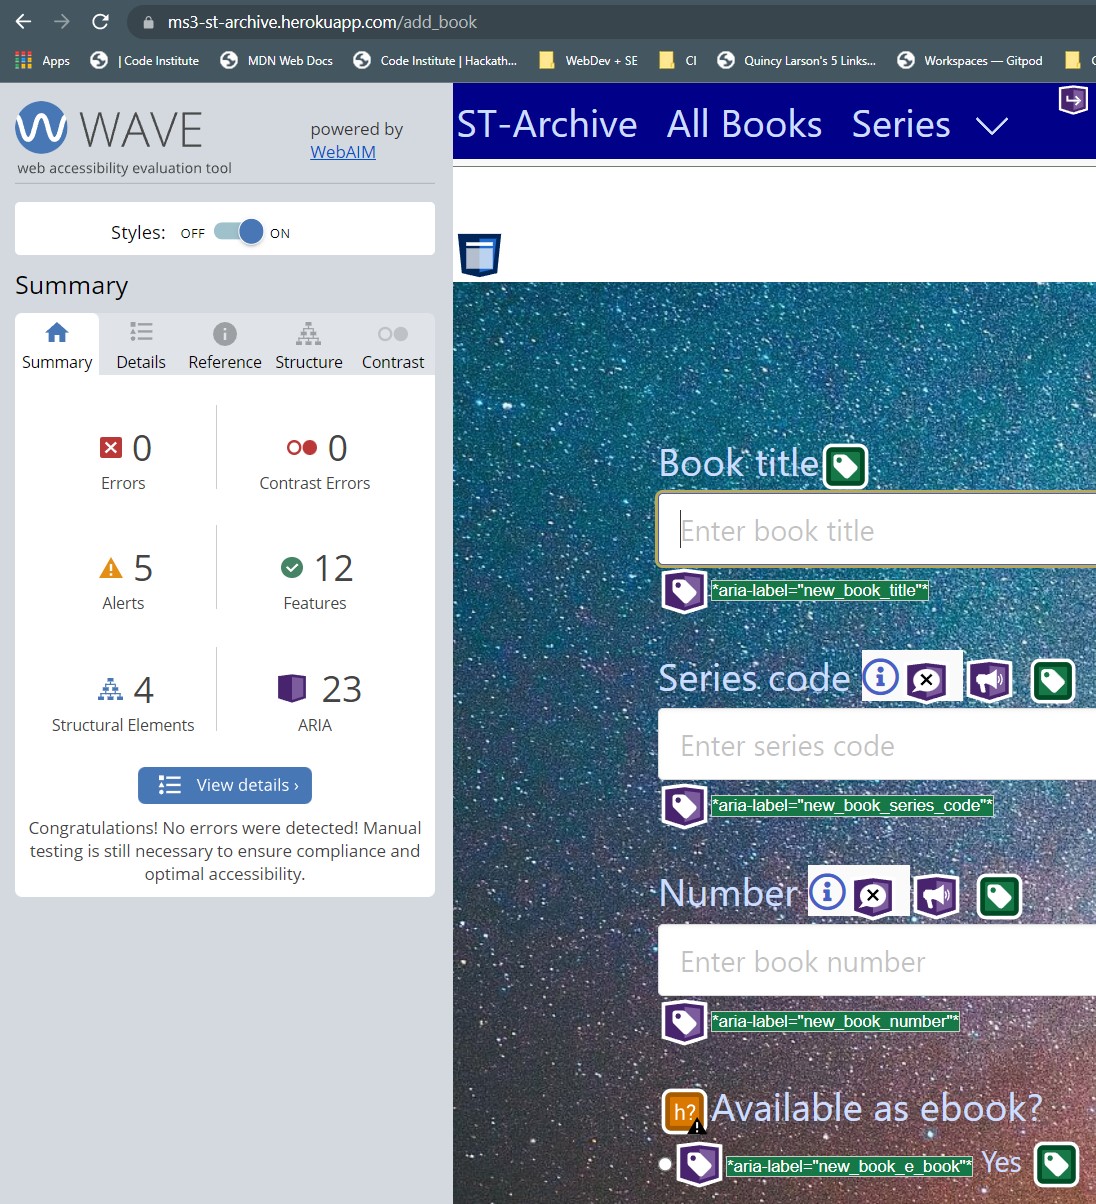 ms3-st-archive.herokuapp.com/add_book
Apps | Code Institute MDN Web Docs Code Institute | Hackath... WebDev + SE CI Quincy Larson's 5 Links... Workspaces — Gitpod
WAVE
web accessibility evaluation tool
powered by
WebAIM
Styles: OFF ON
Summary
Summary Details Reference Structure Contrast
0 Errors
0 Contrast Errors
5 Alerts
12 Features
4 Structural Elements
23 ARIA
View details ›
Congratulations! No errors were detected! Manual
testing is still necessary to ensure compliance and
optimal accessibility.
ST-Archive All Books Series
Book title
Enter book title
*aria-label="new_book_title"*
Series code
Enter series code
*aria-label="new_book_series_code"*
Number
Enter book number
*aria-label="new_book_number"*
h? Available as ebook?
*aria-label="new_book_e_book"* Yes